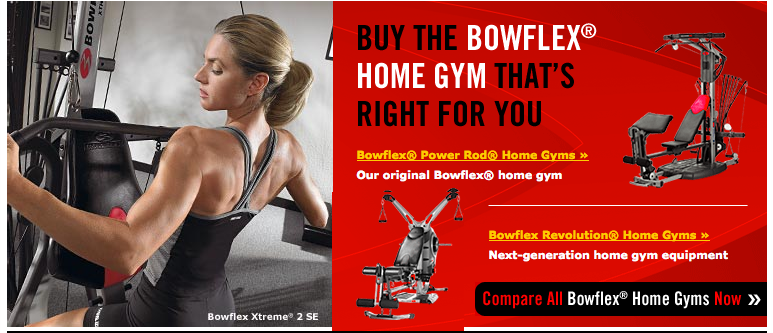 BOWFLEX
XTR
BUY THE BOWFLEX®
HOME GYM THAT'S
RIGHT FOR YOU
Bowflex® Power Rod® Home Gyms »
Our original Bowflex® home gym
Bowflex Revolution® Home Gyms »
Next-generation home gym equipment
Compare All Bowflex® Home Gyms Now »
Bowflex Xtreme® 2 SE